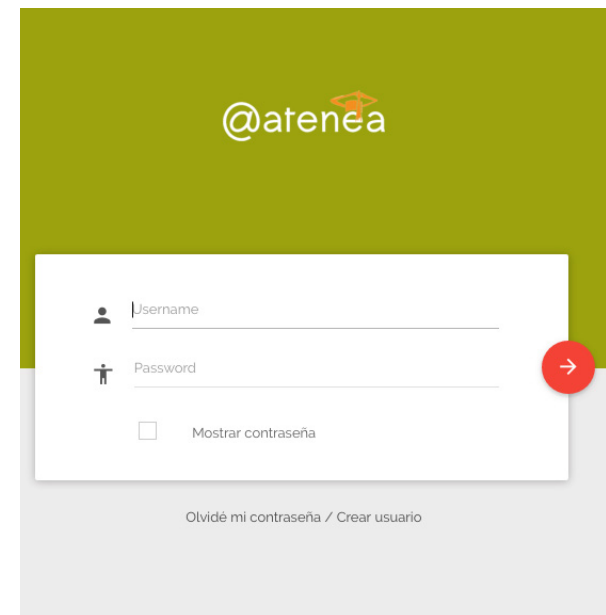 @atenea
Username
Password
Mostrar contraseña
Olvidé mi contraseña / Crear usuario